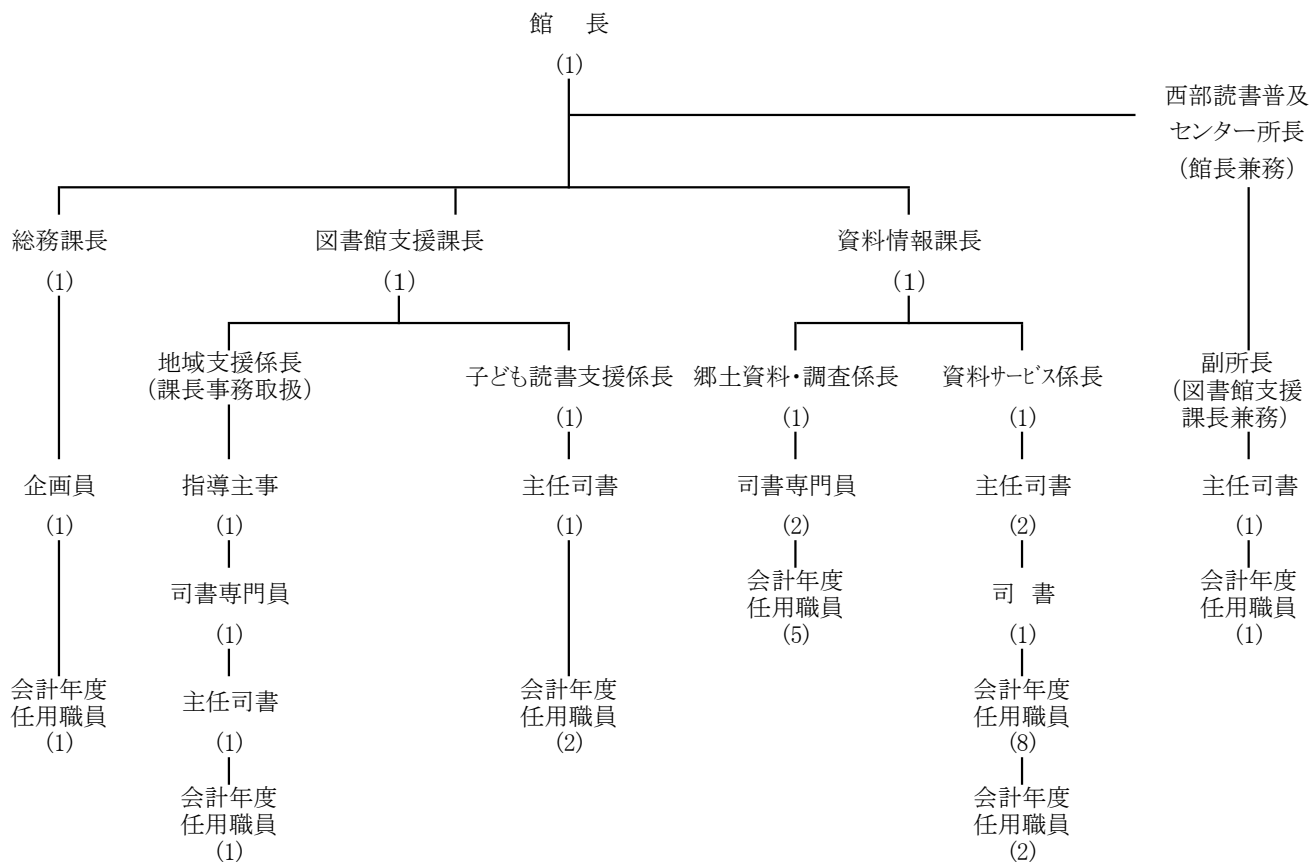 館　長
(1)
西部読書普及
センター所長
(館長兼務)
総務課長
(1)
図書館支援課長
(1)
資料情報課長
(1)
地域支援係長
(課長事務取扱)
子ども読書支援係長
(1)
郷土資料・調査係長
(1)
資料サービス係長
(1)
副所長
(図書館支援
課長兼務)
企画員
(1)
指導主事
(1)
主任司書
(1)
司書専門員
(2)
主任司書
(2)
主任司書
(1)
司書専門員
(1)
会計年度
任用職員
(5)
司　書
(1)
会計年度
任用職員
(1)
会計年度
任用職員
(1)
主任司書
(1)
会計年度
任用職員
(2)
会計年度
任用職員
(8)
会計年度
任用職員
(1)
会計年度
任用職員
(2)